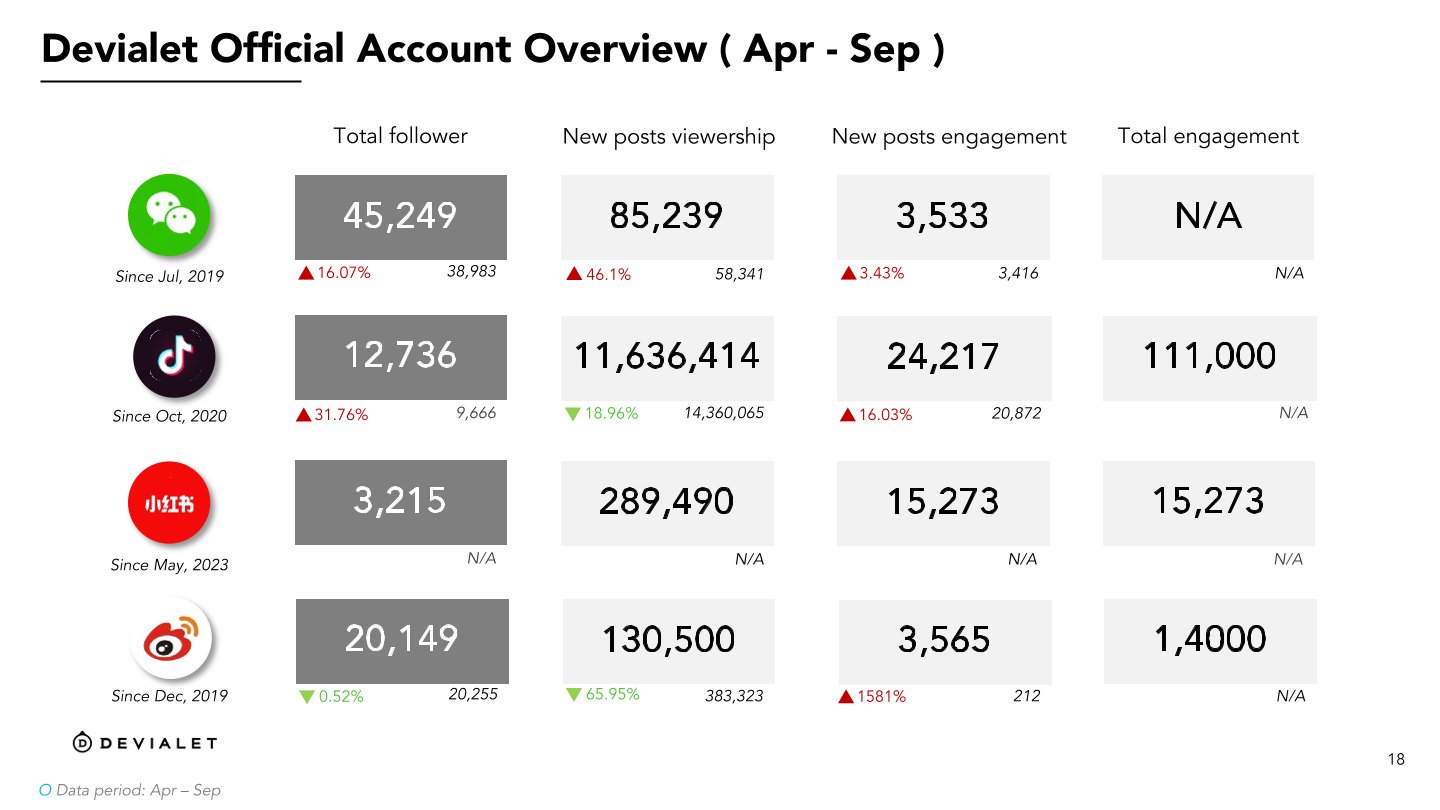 Devialet Official Account Overview ( Apr - Sep )
Total follower New posts viewership New posts engagement Total engagement
45,249 85,239 3,533 N/A
Since Jul, 2019 ▲16.07% 38,983 ▲46.1% 58,341 ▲3.43% 3,416 N/A
12,736 11,636,414 24,217 111,000
Since Oct, 2020 ▲31.76% 9,666 ▼18.96% 14,360,065 ▲16.03% 20,872 N/A
小红书 3,215 289,490 15,273 15,273
Since May, 2023 N/A N/A N/A N/A
20,149 130,500 3,565 1,4000
Since Dec, 2019 ▼0.52% 20,255 ▼65.95% 383,323 ▲1581% 212 N/A
DEVIALET
18
O Data period: Apr – Sep